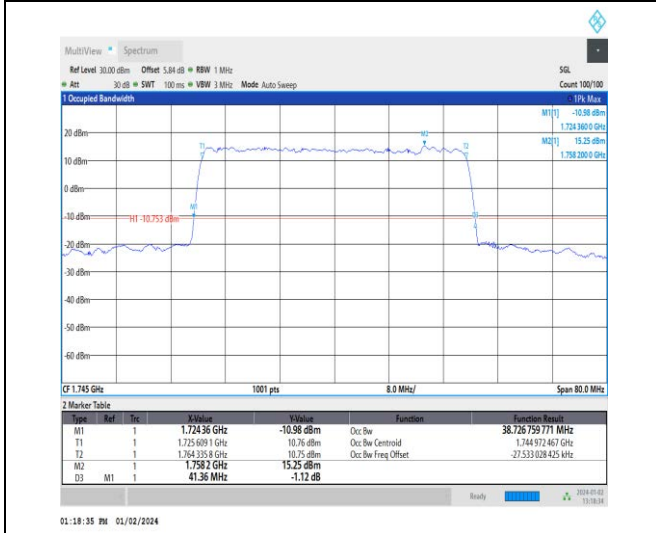 MultiView Spectrum
Ref Level 30.00 dBm Offset 5.84 dB RBW 1 MHz SGL
Att 30 dB SWT 100 ms VBW 3 MHz Mode Auto Sweep Count 100/100
1 Occupied Bandwidth 1Pk Max
M1[1] -10.98 dBm
1.724 360 0 GHz
M2[1] 15.25 dBm
1.758 200 0 GHz
20 dBm
T1 M2 T2
10 dBm
0 dBm
M1
-10 dBm H1 -10.753 dBm
-20 dBm
-30 dBm
-40 dBm
-50 dBm
-60 dBm
CF 1.745 GHz 1001 pts 8.0 MHz/ Span 80.0 MHz
2 Marker Table
Type Ref Trc X-Value Y-Value Function Function Result
M1 1 1.724 36 GHz -10.98 dBm Occ Bw 38.726 759 771 MHz
T1 1 1.725 609 1 GHz 10.76 dBm Occ Bw Centroid 1.744 972 467 GHz
T2 1 1.764 335 8 GHz 10.75 dBm Occ Bw Freq Offset -27.533 028 425 kHz
M2 1 1.758 2 GHz 15.25 dBm
D3 M1 1 41.36 MHz -1.12 dB
Ready 2024-01-02
13:18:34
01:18:35 PM 01/02/2024